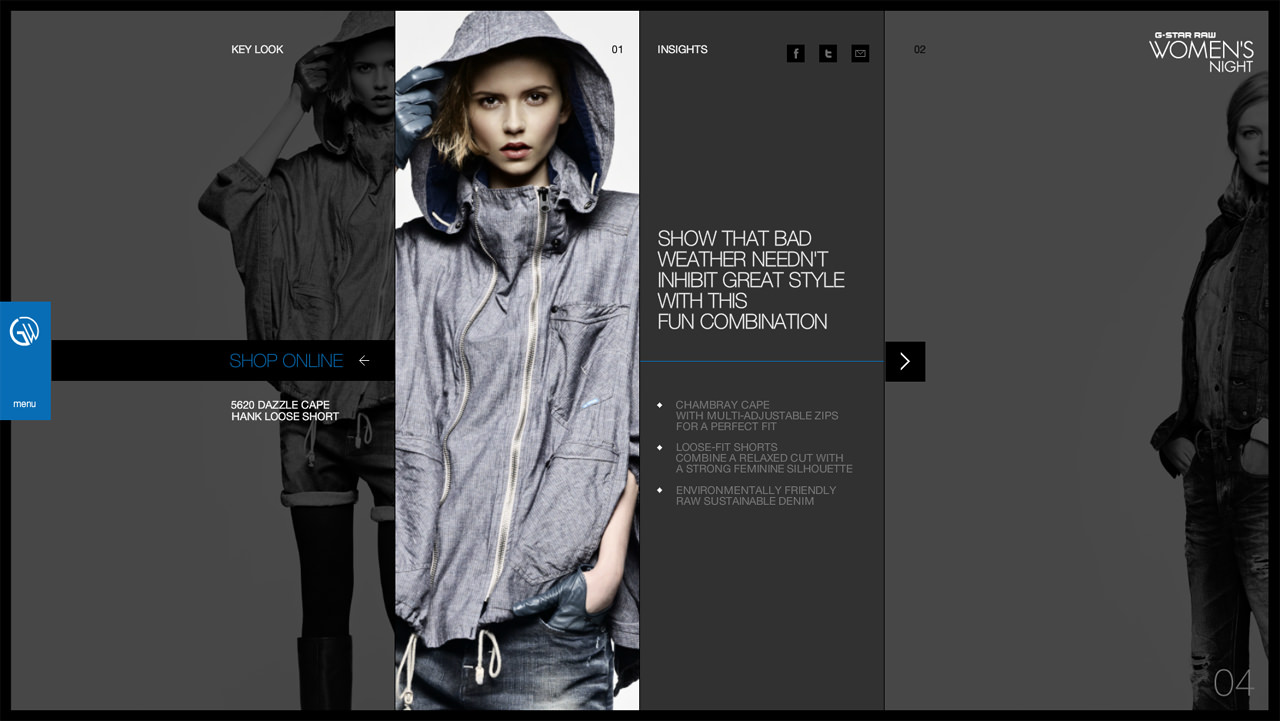 KEY LOOK
01
INSIGHTS
02
G-STAR RAW
WOMEN'S
NIGHT
SHOW THAT BAD
WEATHER NEEDN'T
INHIBIT GREAT STYLE
WITH THIS
FUN COMBINATION
SHOP ONLINE
menu
5620 DAZZLE CAPE
HANK LOOSE SHORT
CHAMBRAY CAPE
WITH MULTI-ADJUSTABLE ZIPS
FOR A PERFECT FIT
LOOSE-FIT SHORTS
COMBINE A RELAXED CUT WITH
A STRONG FEMININE SILHOUETTE
ENVIRONMENTALLY FRIENDLY
RAW SUSTAINABLE DENIM
04